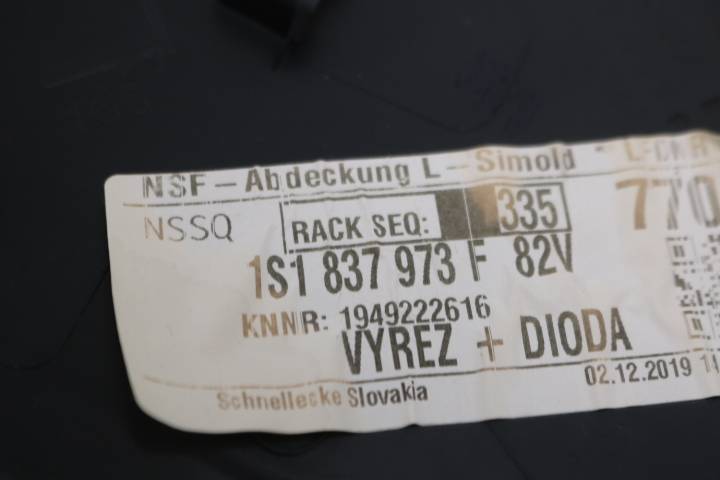 NSF - Abdeckung L - Simold
NSSQ RACK SEQ: 335 770
1S1 837 973 F 82V
KNNR: 1949222616
VYREZ + DIODA
Schnellecke Slovakia 02.12.2019